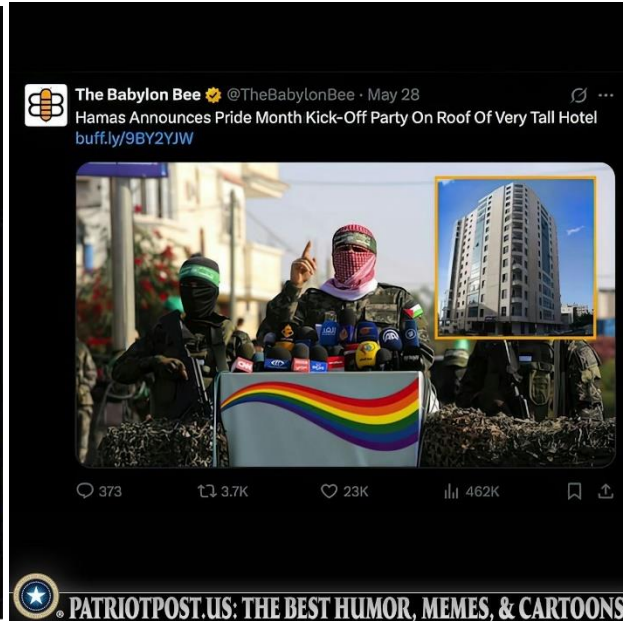 The Babylon Bee @TheBabylonBee · May 28
Hamas Announces Pride Month Kick-Off Party On Roof Of Very Tall Hotel
buff.ly/9BY2YJW
373 3.7K 23K 462K
PATRIOTPOST.US: THE BEST HUMOR, MEMES, & CARTOONS